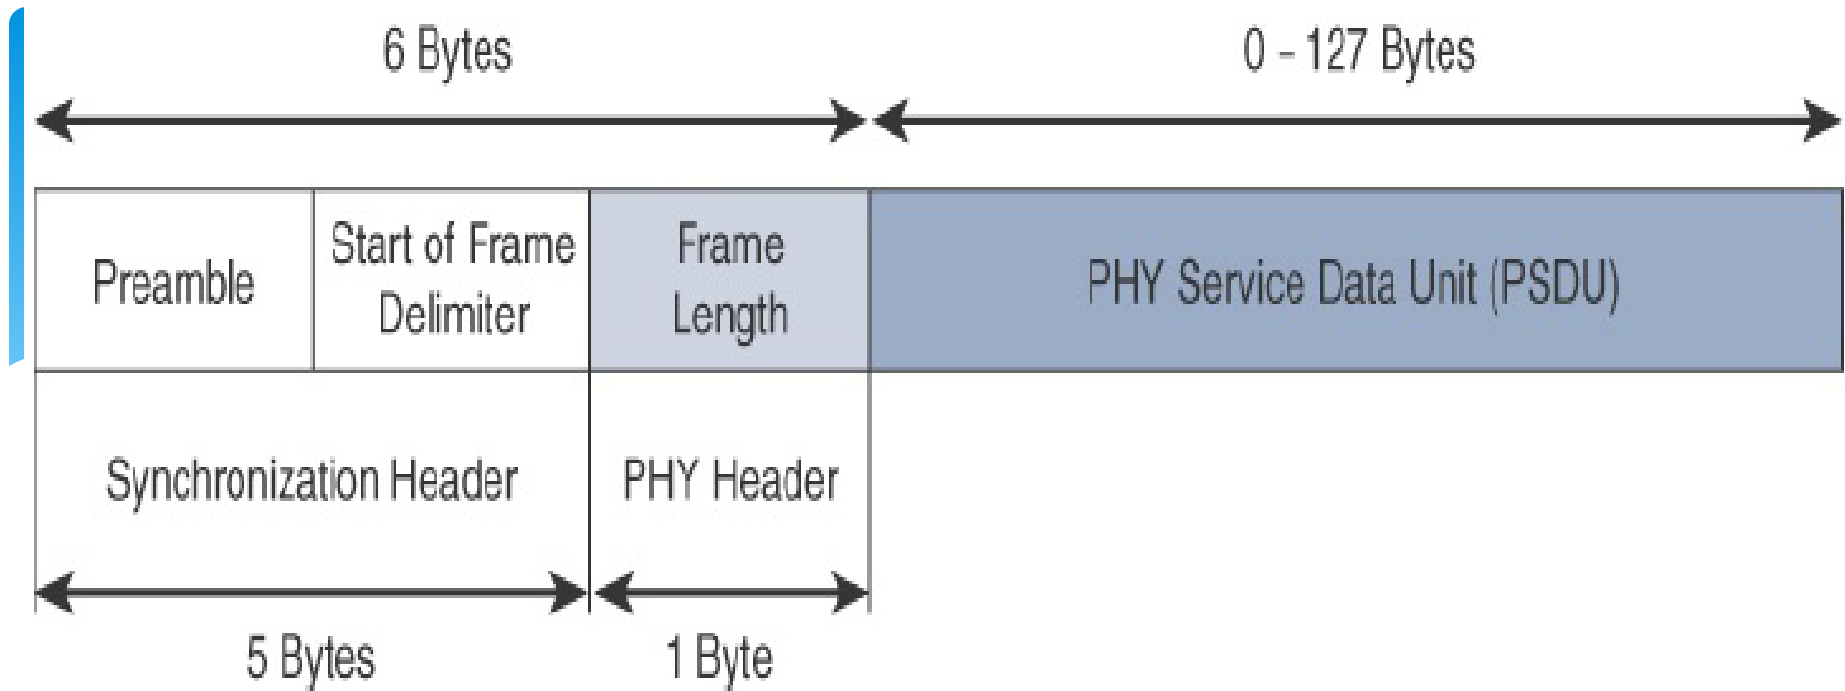 6 Bytes
0 - 127 Bytes
Preamble
Start of Frame
Delimiter
Frame
Length
PHY Service Data Unit (PSDU)
Synchronization Header
PHY Header
5 Bytes
1 Byte